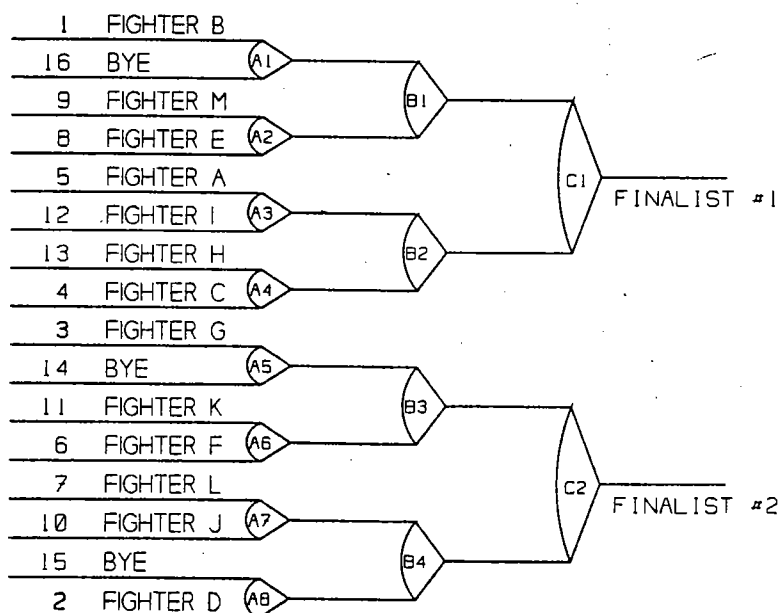 1 FIGHTER B
A1
16 BYE
B1
9 FIGHTER M
A2
8 FIGHTER E
C1
5 FIGHTER A
FINALIST #1
A3
12 FIGHTER I
B2
13 FIGHTER H
A4
4 FIGHTER C
3 FIGHTER G
A5
14 BYE
B3
11 FIGHTER K
A6
6 FIGHTER F
C2
7 FIGHTER L
FINALIST #2
A7
10 FIGHTER J
B4
15 BYE
A8
2 FIGHTER D